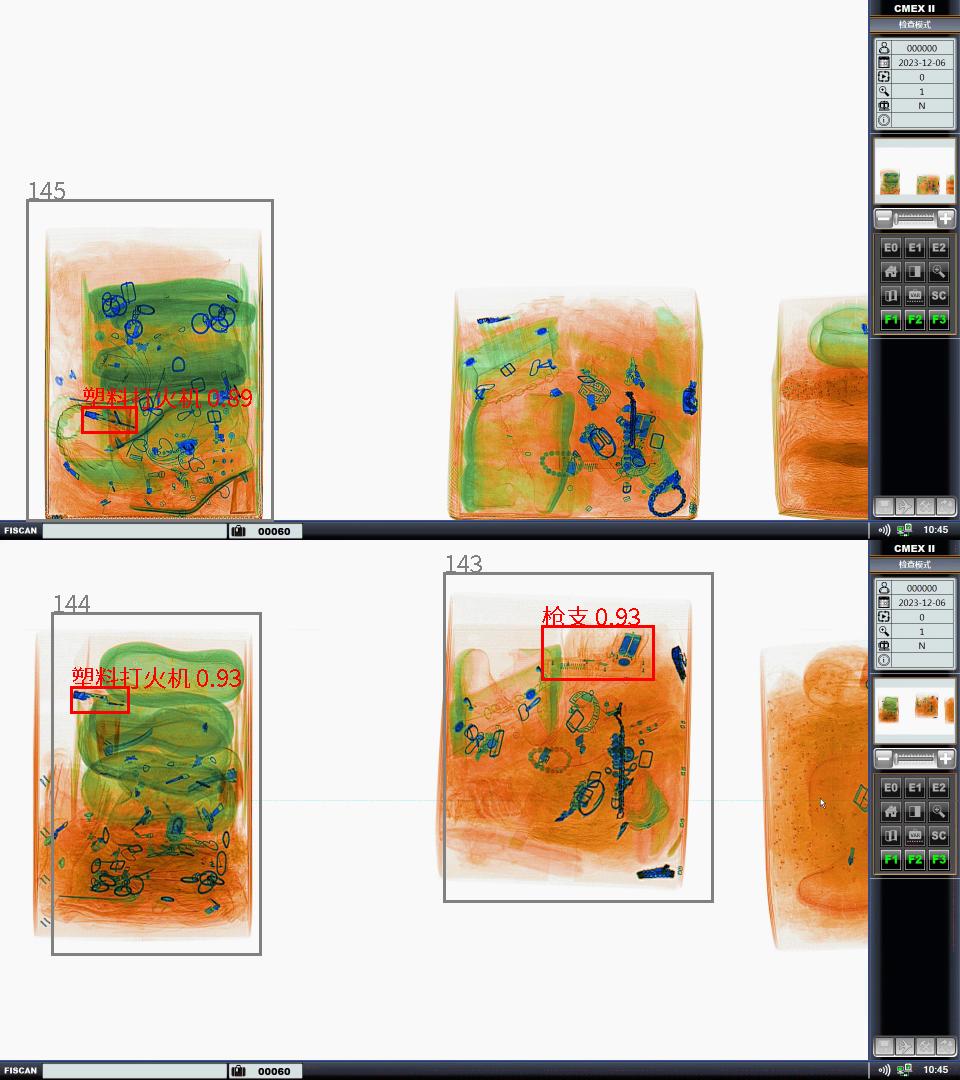 CMEX II
检查模式
000000
2023-12-06
0
1
N
145
塑料打火机 0.89
E0 E1 E2
VAR SC
F1 F2 F3
FISCAN 00060 10:45
CMEX II
检查模式
000000
2023-12-06
0
1
N
143
144
枪支 0.93
塑料打火机 0.93
E0 E1 E2
VAR SC
F1 F2 F3
FISCAN 00060 10:45